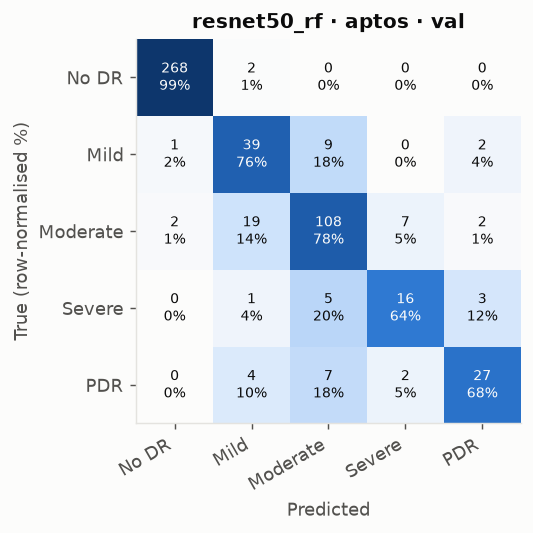 resnet50_rf · aptos · val
True (row-normalised %)
No DR
268 2 0 0 0
99% 1% 0% 0% 0%
Mild
1 39 9 0 2
2% 76% 18% 0% 4%
Moderate
2 19 108 7 2
1% 14% 78% 5% 1%
Severe
0 1 5 16 3
0% 4% 20% 64% 12%
PDR
0 4 7 2 27
0% 10% 18% 5% 68%
No DR Mild Moderate Severe PDR
Predicted